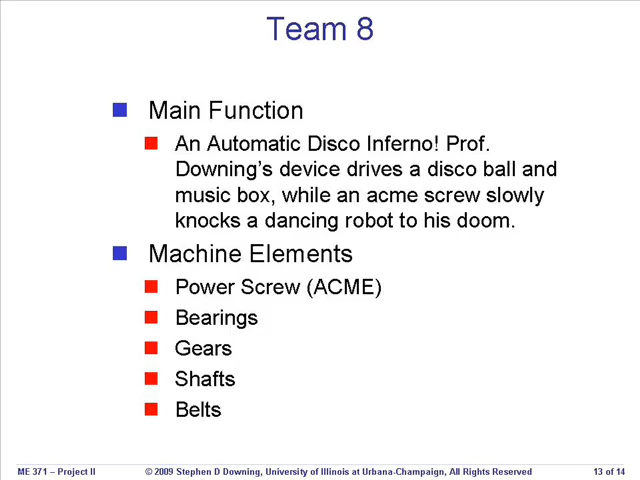 Team 8
Main Function
An Automatic Disco Inferno! Prof.
Downing's device drives a disco ball and
music box, while an acme screw slowly
knocks a dancing robot to his doom.
Machine Elements
Power Screw (ACME)
Bearings
Gears
Shafts
Belts
ME 371 – Project II
© 2009 Stephen D Downing, University of Illinois at Urbana-Champaign, All Rights Reserved
13 of 14